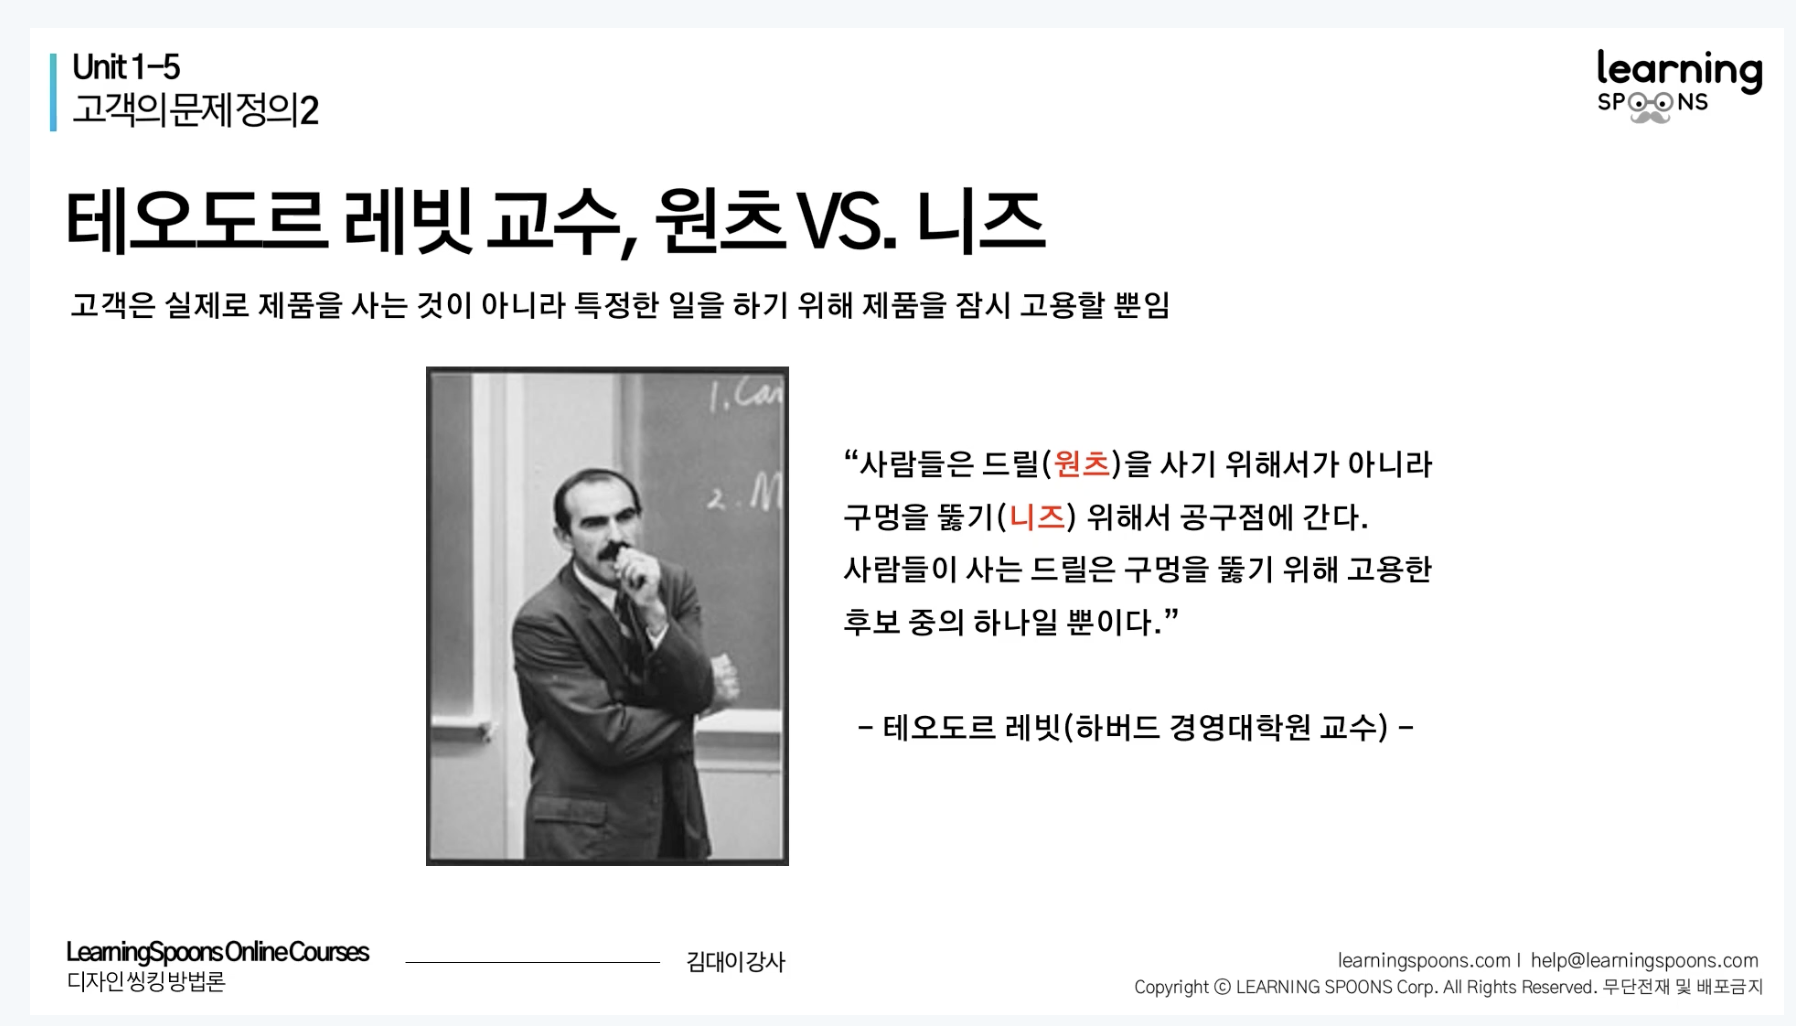 Unit 1-5
고객의 문제 정의2
learning
SPOONS
테오도르 레빗 교수, 원츠 VS. 니즈
고객은 실제로 제품을 사는 것이 아니라 특정한 일을 하기 위해 제품을 잠시 고용할 뿐임
1. Car
2. M
“사람들은 드릴(원츠)을 사기 위해서가 아니라
구멍을 뚫기(니즈) 위해서 공구점에 간다.
사람들이 사는 드릴은 구멍을 뚫기 위해 고용한
후보 중의 하나일 뿐이다.”
– 테오도르 레빗(하버드 경영대학원 교수) –
LearningSpoons Online Courses
디자인 씽킹 방법론
김대이 강사
learningspoons.com | help@learningspoons.com
Copyright ⓒ LEARNING SPOONS Corp. All Rights Reserved. 무단전재 및 배포금지